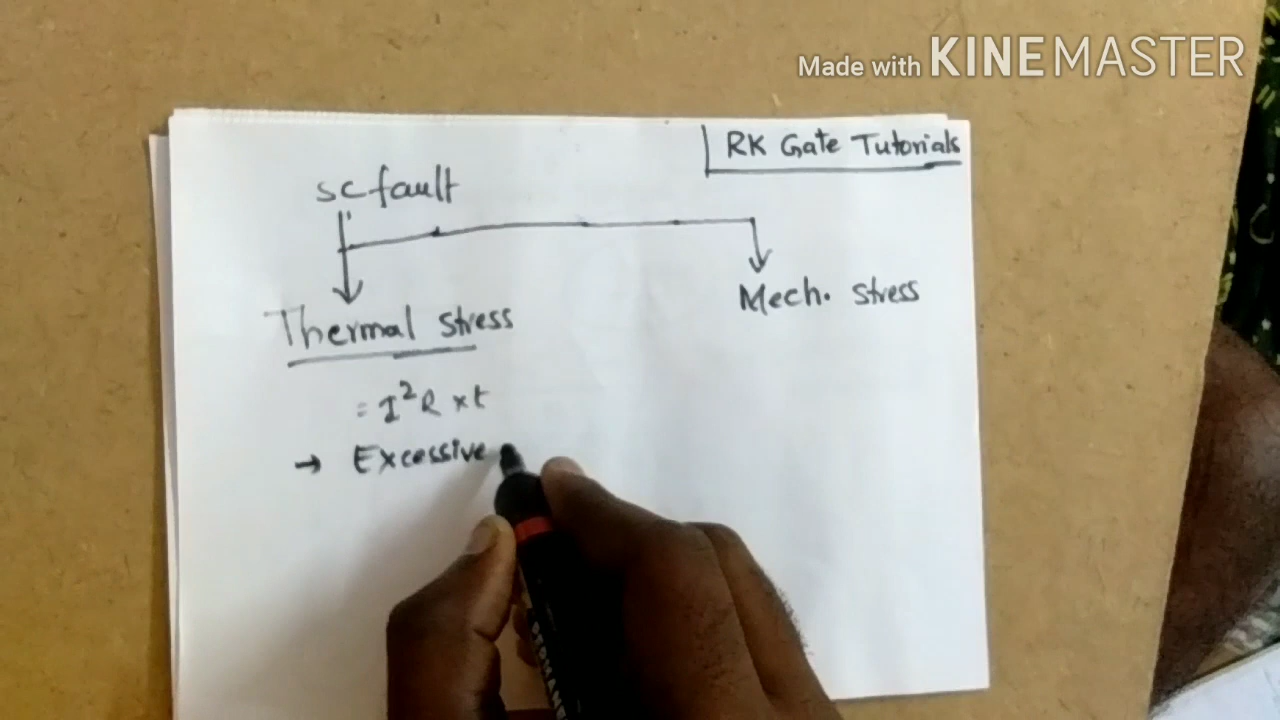 Made with KINEMASTER
RK Gate Tutorials
sc fault
Thermal stress
Mech. stress
= I²R × t
→ Excessive